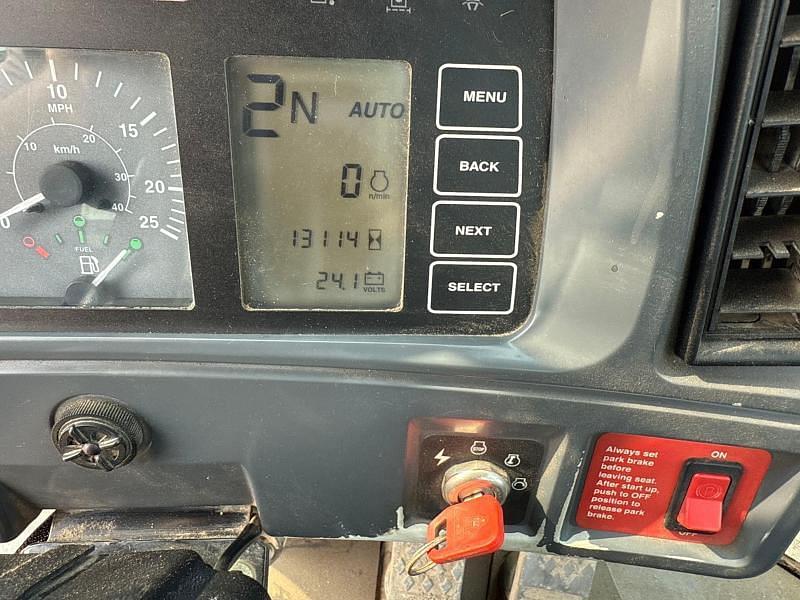 10
MPH
15
20
25
km/h
10
20
30
40
0
FUEL
2N AUTO
0
n/min
13114
24.1
VOLTS
MENU
BACK
NEXT
SELECT
STOP
Always set
park brake
before
leaving seat.
After start up,
push to OFF
position to
release park
brake.
ON
P
OFF